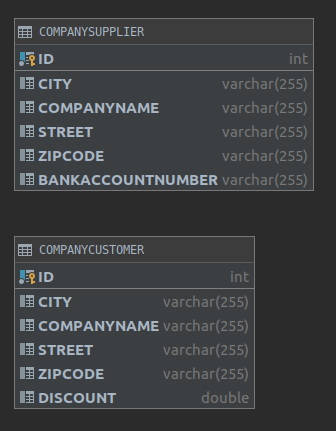 COMPANYSUPPLIER
ID int
CITY varchar(255)
COMPANYNAME varchar(255)
STREET varchar(255)
ZIPCODE varchar(255)
BANKACCOUNTNUMBER varchar(255)
COMPANYCUSTOMER
ID int
CITY varchar(255)
COMPANYNAME varchar(255)
STREET varchar(255)
ZIPCODE varchar(255)
DISCOUNT double